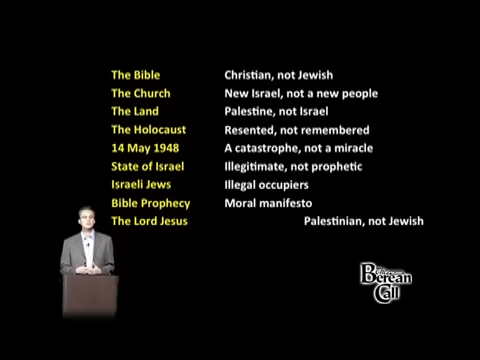 The Bible Christian, not Jewish
The Church New Israel, not a new people
The Land Palestine, not Israel
The Holocaust Resented, not remembered
14 May 1948 A catastrophe, not a miracle
State of Israel Illegitimate, not prophetic
Israeli Jews Illegal occupiers
Bible Prophecy Moral manifesto
The Lord Jesus Palestinian, not Jewish
Berean
Call